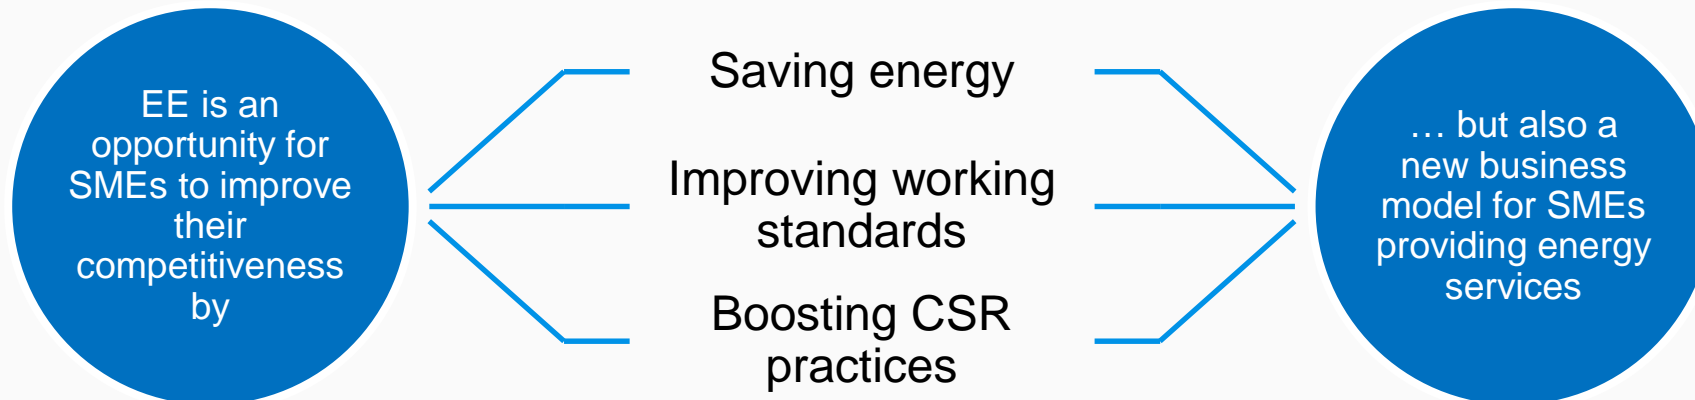 EE is an
opportunity for
SMEs to improve
their
competitiveness
by
Saving energy
Improving working
standards
Boosting CSR
practices
… but also a
new business
model for SMEs
providing energy
services